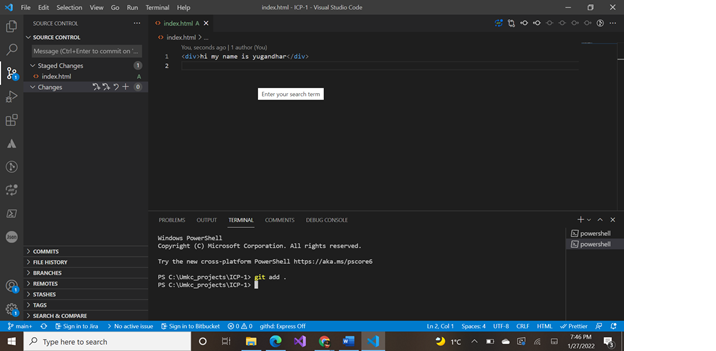 File Edit Selection View Go Run Terminal Help
index.html - ICP-1 - Visual Studio Code
SOURCE CONTROL
SOURCE CONTROL
Message (Ctrl+Enter to commit on '...
Staged Changes 1
index.html A
Changes 0
COMMITS
FILE HISTORY
BRANCHES
REMOTES
STASHES
TAGS
SEARCH & COMPARE
index.html A
index.html > ...
You, seconds ago | 1 author (You)
1 <div>hi my name is yugandhar</div>
2
Enter your search term
PROBLEMS OUTPUT TERMINAL COMMENTS DEBUG CONSOLE
Windows PowerShell
Copyright (C) Microsoft Corporation. All rights reserved.
Try the new cross-platform PowerShell https://aka.ms/pscore6
PS C:\Umkc_projects\ICP-1> git add .
PS C:\Umkc_projects\ICP-1>
powershell
powershell
main+ Sign in to Jira No active issue Sign in to Bitbucket 0 0 githd: Express Off Ln 2, Col 1 Spaces: 4 UTF-8 CRLF HTML Prettier
Type here to search
1°C
7:46 PM
1/27/2022
3